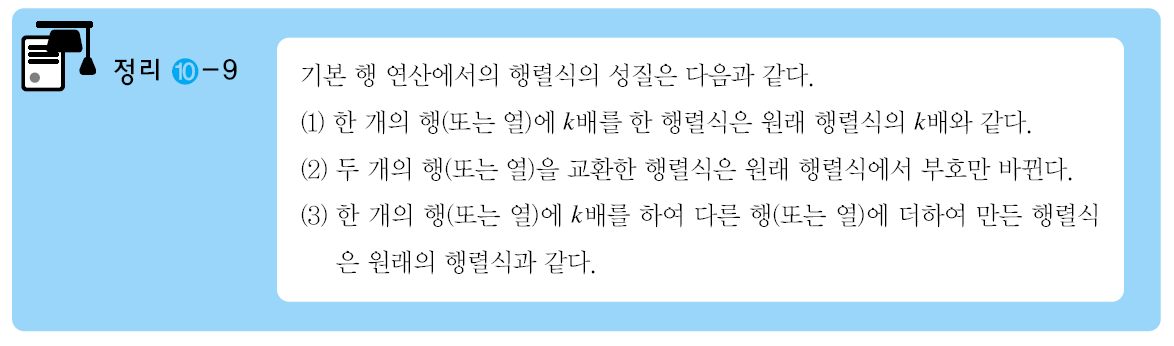 정리 ⑩-9
기본 행 연산에서의 행렬식의 성질은 다음과 같다.
(1) 한 개의 행(또는 열)에 k배를 한 행렬식은 원래 행렬식의 k배와 같다.
(2) 두 개의 행(또는 열)을 교환한 행렬식은 원래 행렬식에서 부호만 바뀐다.
(3) 한 개의 행(또는 열)에 k배를 하여 다른 행(또는 열)에 더하여 만든 행렬식
은 원래의 행렬식과 같다.